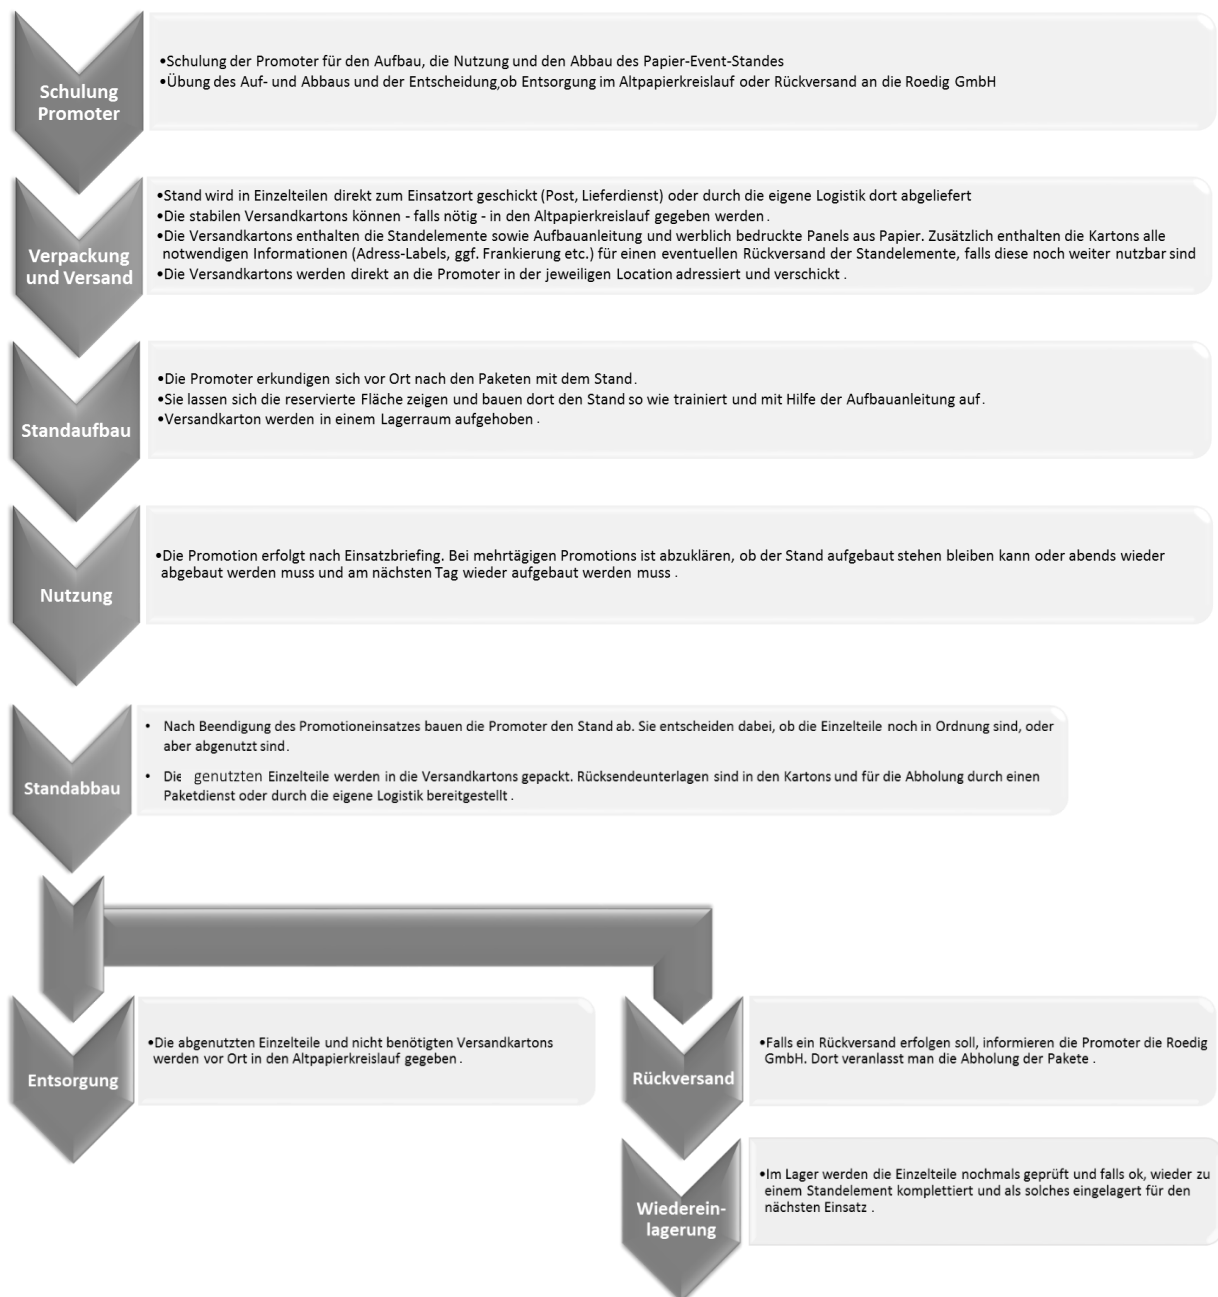 Schulung
Promoter
•Schulung der Promoter für den Aufbau, die Nutzung und den Abbau des Papier-Event-Standes
•Übung des Auf- und Abbaus und der Entscheidung,ob Entsorgung im Altpapierkreislauf oder Rückversand an die Roedig GmbH
Verpackung
und Versand
•Stand wird in Einzelteilen direkt zum Einsatzort geschickt (Post, Lieferdienst) oder durch die eigene Logistik dort abgeliefert
•Die stabilen Versandkartons können - falls nötig - in den Altpapierkreislauf gegeben werden.
•Die Versandkartons enthalten die Standelemente sowie Aufbauanleitung und werblich bedruckte Panels aus Papier. Zusätzlich enthalten die Kartons alle
notwendigen Informationen (Adress-Labels, ggf. Frankierung etc.) für einen eventuellen Rückversand der Standelemente, falls diese noch weiter nutzbar sind
•Die Versandkartons werden direkt an die Promoter in der jeweiligen Location adressiert und verschickt .
Standaufbau
•Die Promoter erkundigen sich vor Ort nach den Paketen mit dem Stand.
•Sie lassen sich die reservierte Fläche zeigen und bauen dort den Stand so wie trainiert und mit Hilfe der Aufbauanleitung auf.
•Versandkarton werden in einem Lagerraum aufgehoben .
Nutzung
•Die Promotion erfolgt nach Einsatzbriefing. Bei mehrtägigen Promotions ist abzuklären, ob der Stand aufgebaut stehen bleiben kann oder abends wieder
abgebaut werden muss und am nächsten Tag wieder aufgebaut werden muss .
Standabbau
• Nach Beendigung des Promotioneinsatzes bauen die Promoter den Stand ab. Sie entscheiden dabei, ob die Einzelteile noch in Ordnung sind, oder
aber abgenutzt sind.
• Die genutzten Einzelteile werden in die Versandkartons gepackt. Rücksendeunterlagen sind in den Kartons und für die Abholung durch einen
Paketdienst oder durch die eigene Logistik bereitgestellt .
Entsorgung
•Die abgenutzten Einzelteile und nicht benötigten Versandkartons
werden vor Ort in den Altpapierkreislauf gegeben .
Rückversand
•Falls ein Rückversand erfolgen soll, informieren die Promoter die Roedig
GmbH. Dort veranlasst man die Abholung der Pakete .
Wiederein-
lagerung
•Im Lager werden die Einzelteile nochmals geprüft und falls ok, wieder zu
einem Standelement komplettiert und als solches eingelagert für den
nächsten Einsatz .